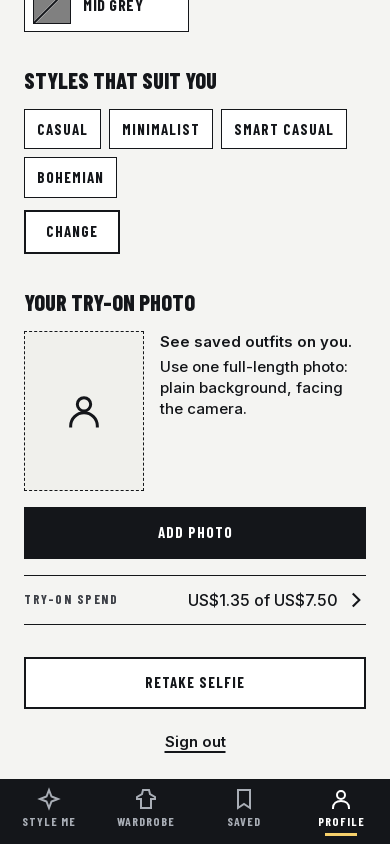 MID GREY
STYLES THAT SUIT YOU
CASUAL MINIMALIST SMART CASUAL
BOHEMIAN
CHANGE
YOUR TRY-ON PHOTO
See saved outfits on you.
Use one full-length photo:
plain background, facing
the camera.
ADD PHOTO
TRY-ON SPEND US$1.35 of US$7.50
RETAKE SELFIE
Sign out
STYLE ME WARDROBE SAVED PROFILE